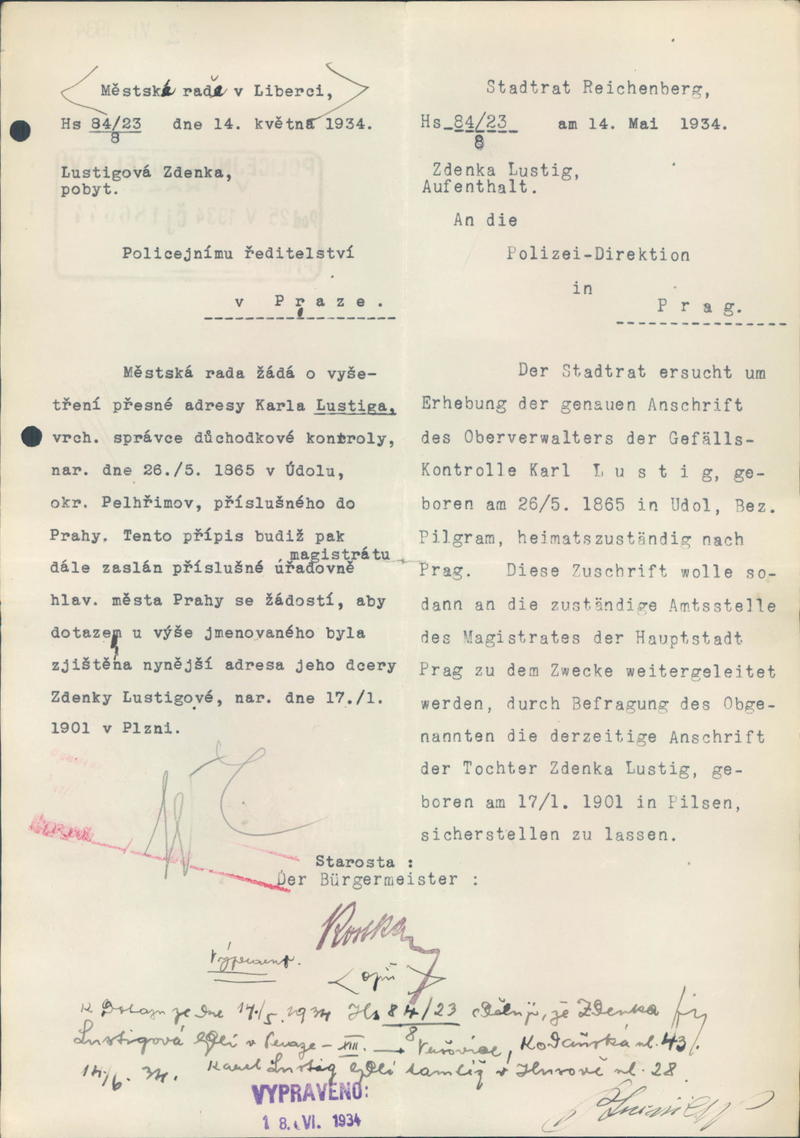 Městská rada v Liberci,
Hs 84/23/8 dne 14. května 1934.
Lustigová Zdenka,
pobyt.
Policejnímu ředitelství
v Praze.
Městská rada žádá o vyše-
tření přesné adresy Karla Lustiga,
vrch. správce důchodkové kontroly,
nar. dne 26./5. 1865 v Údolu,
okr. Pelhřimov, příslušného do
Prahy. Tento přípis budiž pak
magistrátu
dále zaslán příslušné úřadovně
hlav. města Prahy se žádostí, aby
dotazem u výše jmenovaného byla
zjištěna nynější adresa jeho dcery
Zdenky Lustigové, nar. dne 17./1.
1901 v Plzni.
Stadtrat Reichenberg,
Hs 84/23/8 am 14. Mai 1934.
Zdenka Lustig,
Aufenthalt.
An die
Polizei-Direktion
in
Prag.
Der Stadtrat ersucht um
Erhebung der genauen Anschrift
des Oberverwalters der Gefälls-
Kontrolle Karl Lustig, ge-
boren am 26/5. 1865 in Udol, Bez.
Pilgram, heimatszuständig nach
Prag. Diese Zuschrift wolle so-
dann an die zuständige Amtsstelle
des Magistrates der Hauptstadt
Prag zu dem Zwecke weitergeleitet
werden, durch Befragung des Obge-
nannten die derzeitige Anschrift
der Tochter Zdenka Lustig, ge-
boren am 17/1. 1901 in Pilsen,
sicherstellen zu lassen.
Starosta :
Der Bürgermeister :
Kostka
opis
K dotazu ze dne 14./5. 1934 Hs 84/23/8 sděluji, že Zdenka
Lustigová bydlí v Praze-XIII. Vršovice, Kodaňská ul. 43.
14/6. 34. Karel Lustig bydlí tamtéž v Husově ul. 28.
VYPRAVENO:
18. VI. 1934